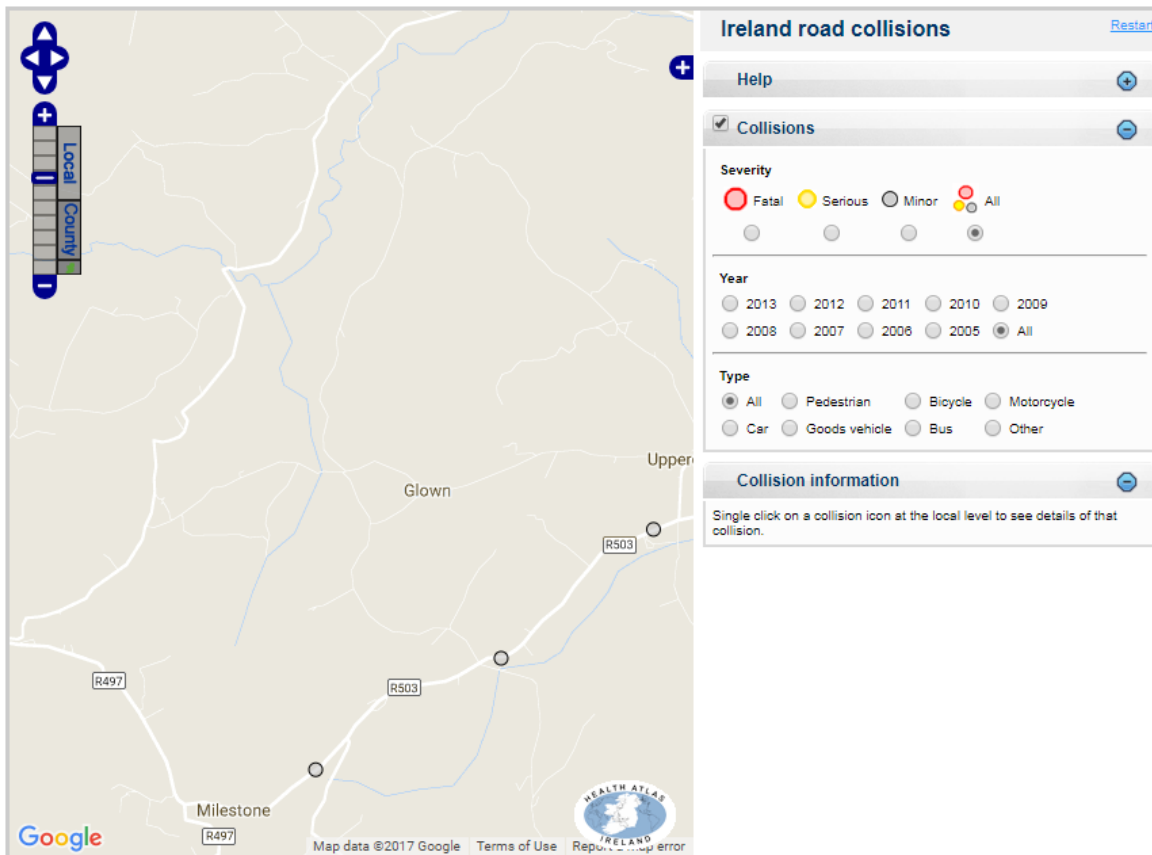 Local
County
Upper
Glown
R503
R497
R503
Milestone
R497
Google
Map data ©2017 Google Terms of Use Report a map error
HEALTH ATLAS
IRELAND
Ireland road collisions
Restart
Help
Collisions
Severity
Fatal Serious Minor All
Year
2013 2012 2011 2010 2009
2008 2007 2006 2005 All
Type
All Pedestrian Bicycle Motorcycle
Car Goods vehicle Bus Other
Collision information
Single click on a collision icon at the local level to see details of that
collision.